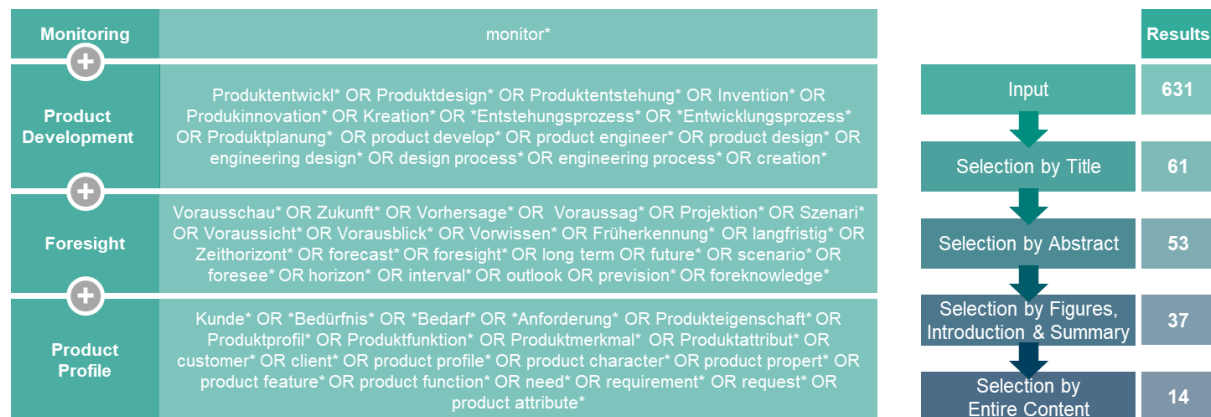 Monitoring
monitor*
+
Product
Development
Produktentwickl* OR Produktdesign* OR Produktentstehung* OR Invention* OR
Produkinnovation* OR Kreation* OR *Entstehungsprozess* OR *Entwicklungsprozess*
OR Produktplanung* OR product develop* OR product engineer* OR product design* OR
engineering design* OR design process* OR engineering process* OR creation*
+
Foresight
Vorausschau* OR Zukunft* OR Vorhersage* OR Voraussag* OR Projektion* OR Szenari*
OR Voraussicht* OR Vorausblick* OR Vorwissen* OR Früherkennung* OR langfristig* OR
Zeithorizont* OR forecast* OR foresight* OR long term OR future* OR scenario* OR
foresee* OR horizon* OR interval* OR outlook OR prevision* OR foreknowledge*
+
Product
Profile
Kunde* OR *Bedürfnis* OR *Bedarf* OR *Anforderung* OR Produkteigenschaft* OR
Produktprofil* OR Produktfunktion* OR Produktmerkmal* OR Produktattribut* OR
customer* OR client* OR product profile* OR product character* OR product propert* OR
product feature* OR product function* OR need* OR requirement* OR request* OR
product attribute*
Results
Input
631
Selection by Title
61
Selection by Abstract
53
Selection by Figures,
Introduction & Summary
37
Selection by
Entire Content
14